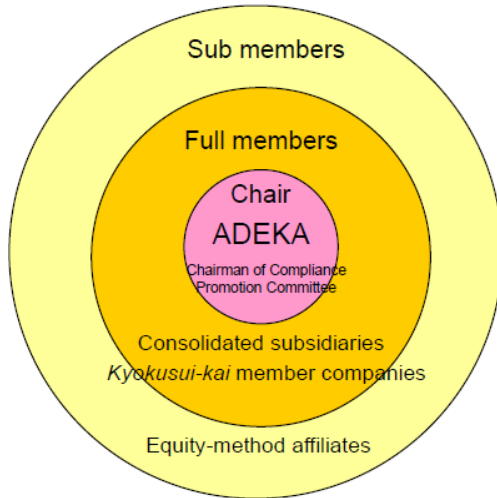 Sub members
Full members
Chair
ADEKA
Chairman of Compliance
Promotion Committee
Consolidated subsidiaries
Kyokusui-kai member companies
Equity-method affiliates